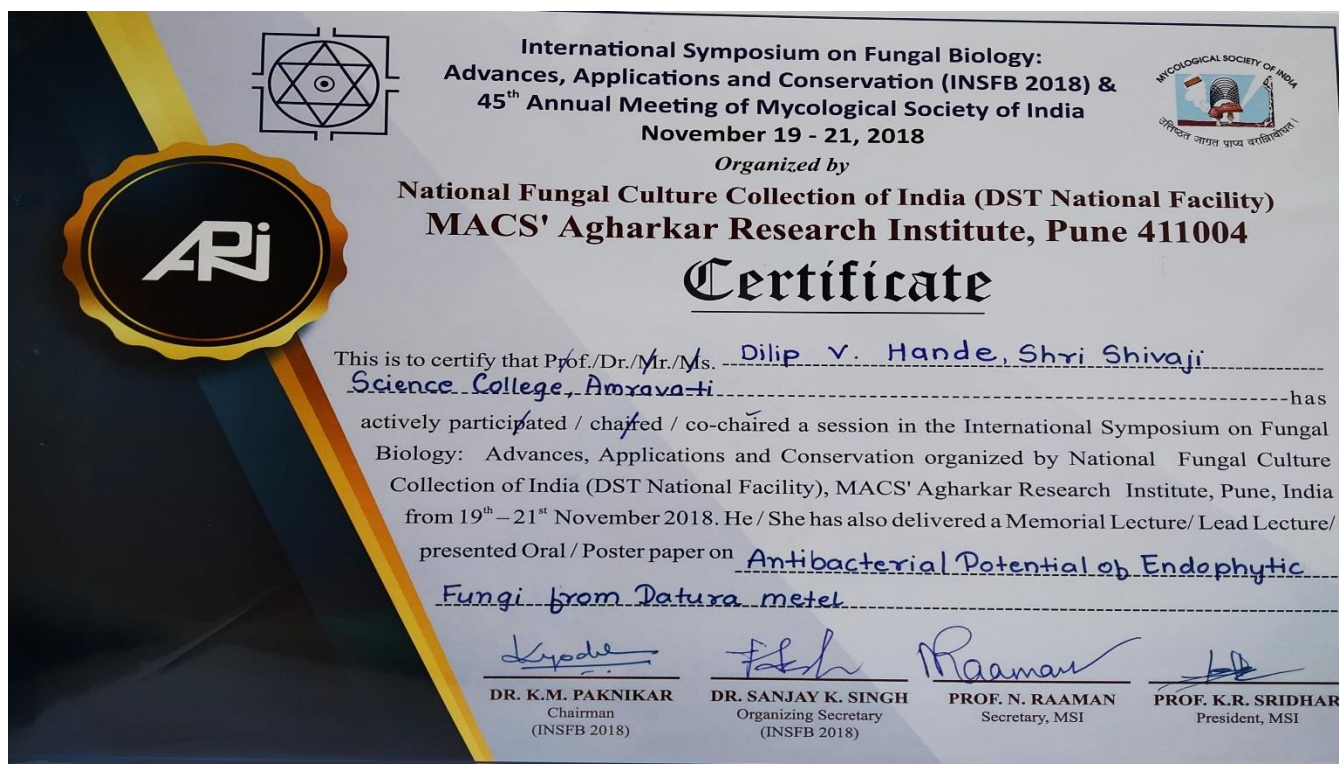 International Symposium on Fungal Biology:
Advances, Applications and Conservation (INSFB 2018) &
45th Annual Meeting of Mycological Society of India
November 19 - 21, 2018
MYCOLOGICAL SOCIETY OF INDIA
उत्तिष्ठत जाग्रत प्राप्य वरान्निबोधत।
Organized by
National Fungal Culture Collection of India (DST National Facility)
MACS' Agharkar Research Institute, Pune 411004
ARi
Certificate
This is to certify that Prof./Dr./Mr./Ms. Dilip V. Hande, Shri Shivaji
Science College, Amravati has
actively participated / chaired / co-chaired a session in the International Symposium on Fungal
Biology: Advances, Applications and Conservation organized by National Fungal Culture
Collection of India (DST National Facility), MACS' Agharkar Research Institute, Pune, India
from 19th – 21st November 2018. He / She has also delivered a Memorial Lecture/ Lead Lecture/
presented Oral / Poster paper on Antibacterial Potential of Endophytic
Fungi from Datura metel
Raaman
DR. K.M. PAKNIKAR
Chairman
(INSFB 2018)
DR. SANJAY K. SINGH
Organizing Secretary
(INSFB 2018)
PROF. N. RAAMAN
Secretary, MSI
PROF. K.R. SRIDHAR
President, MSI